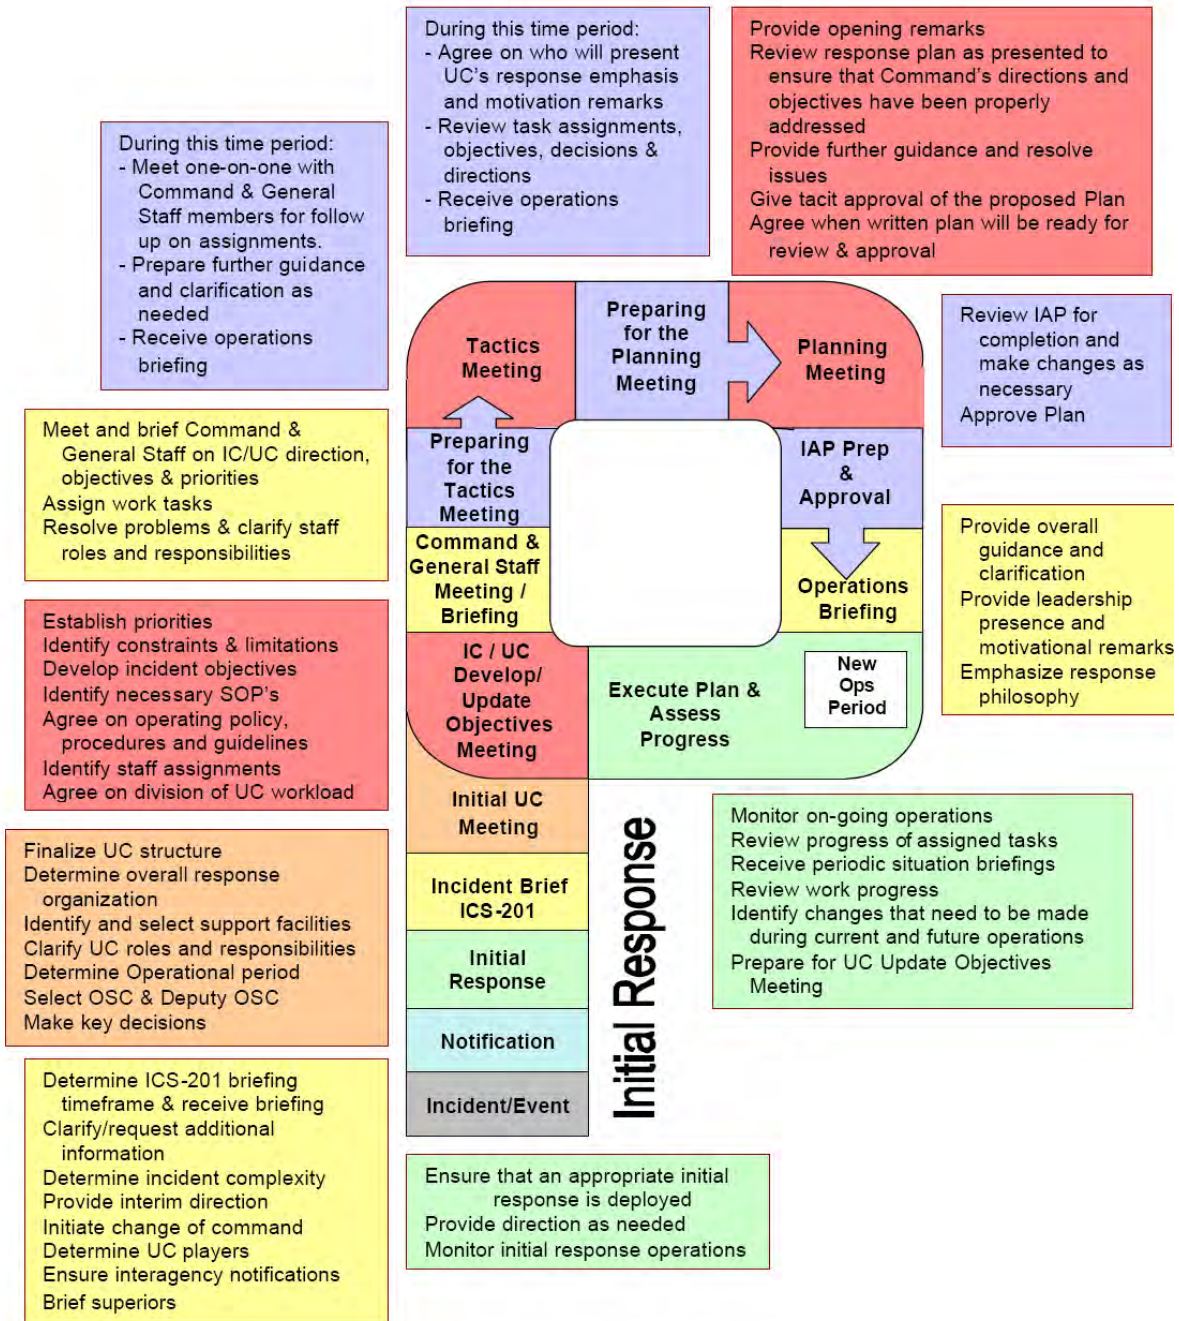 During this time period:
- Agree on who will present
UC's response emphasis
and motivation remarks
- Review task assignments,
objectives, decisions &
directions
- Receive operations
briefing
Provide opening remarks
Review response plan as presented to
ensure that Command's directions and
objectives have been properly
addressed
Provide further guidance and resolve
issues
Give tacit approval of the proposed Plan
Agree when written plan will be ready for
review & approval
During this time period:
- Meet one-on-one with
Command & General
Staff members for follow
up on assignments.
- Prepare further guidance
and clarification as
needed
- Receive operations
briefing
Tactics
Meeting
Preparing
for the
Planning
Meeting
Planning
Meeting
Review IAP for
completion and
make changes as
necessary
Approve Plan
Meet and brief Command &
General Staff on IC/UC direction,
objectives & priorities
Assign work tasks
Resolve problems & clarify staff
roles and responsibilities
Preparing
for the
Tactics
Meeting
IAP Prep
&
Approval
Command &
General Staff
Meeting /
Briefing
Operations
Briefing
Provide overall
guidance and
clarification
Provide leadership
presence and
motivational remarks
Emphasize response
philosophy
Establish priorities
Identify constraints & limitations
Develop incident objectives
Identify necessary SOP's
Agree on operating policy,
procedures and guidelines
Identify staff assignments
Agree on division of UC workload
IC / UC
Develop/
Update
Objectives
Meeting
Execute Plan &
Assess
Progress
New
Ops
Period
Initial UC
Meeting
Finalize UC structure
Determine overall response
organization
Identify and select support facilities
Clarify UC roles and responsibilities
Determine Operational period
Select OSC & Deputy OSC
Make key decisions
Incident Brief
ICS-201
Initial
Response
Notification
Incident/Event
Initial Response
Monitor on-going operations
Review progress of assigned tasks
Receive periodic situation briefings
Review work progress
Identify changes that need to be made
during current and future operations
Prepare for UC Update Objectives
Meeting
Determine ICS-201 briefing
timeframe & receive briefing
Clarify/request additional
information
Determine incident complexity
Provide interim direction
Initiate change of command
Determine UC players
Ensure interagency notifications
Brief superiors
Ensure that an appropriate initial
response is deployed
Provide direction as needed
Monitor initial response operations